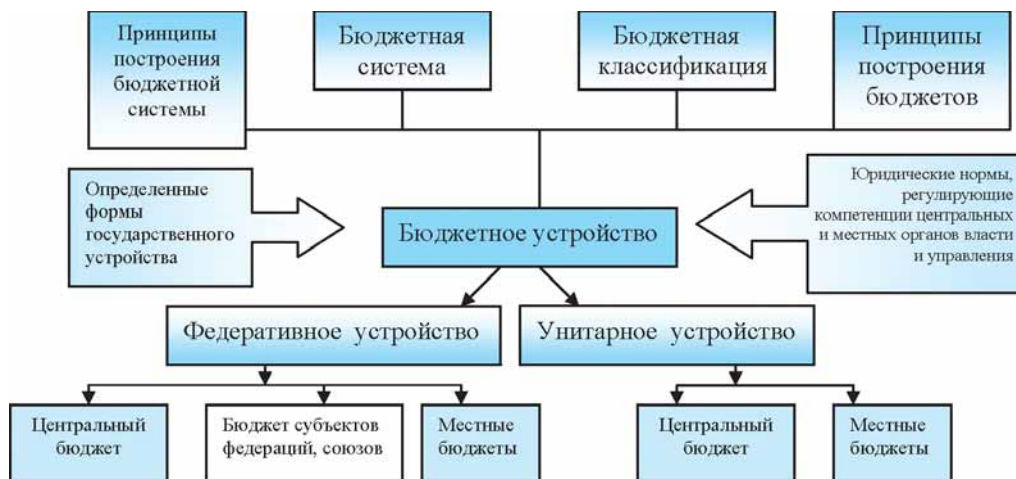 Принципы
построения
бюджетной
системы
Бюджетная
система
Бюджетная
классификация
Принципы
построения
бюджетов
Определенные
формы
государственного
устройства
Бюджетное устройство
Юридические нормы,
регулирующие
компетенции центральных
и местных органов власти
и управления
Федеративное устройство
Унитарное устройство
Центральный
бюджет
Бюджет субъектов
федераций, союзов
Местные
бюджеты
Центральный
бюджет
Местные
бюджеты